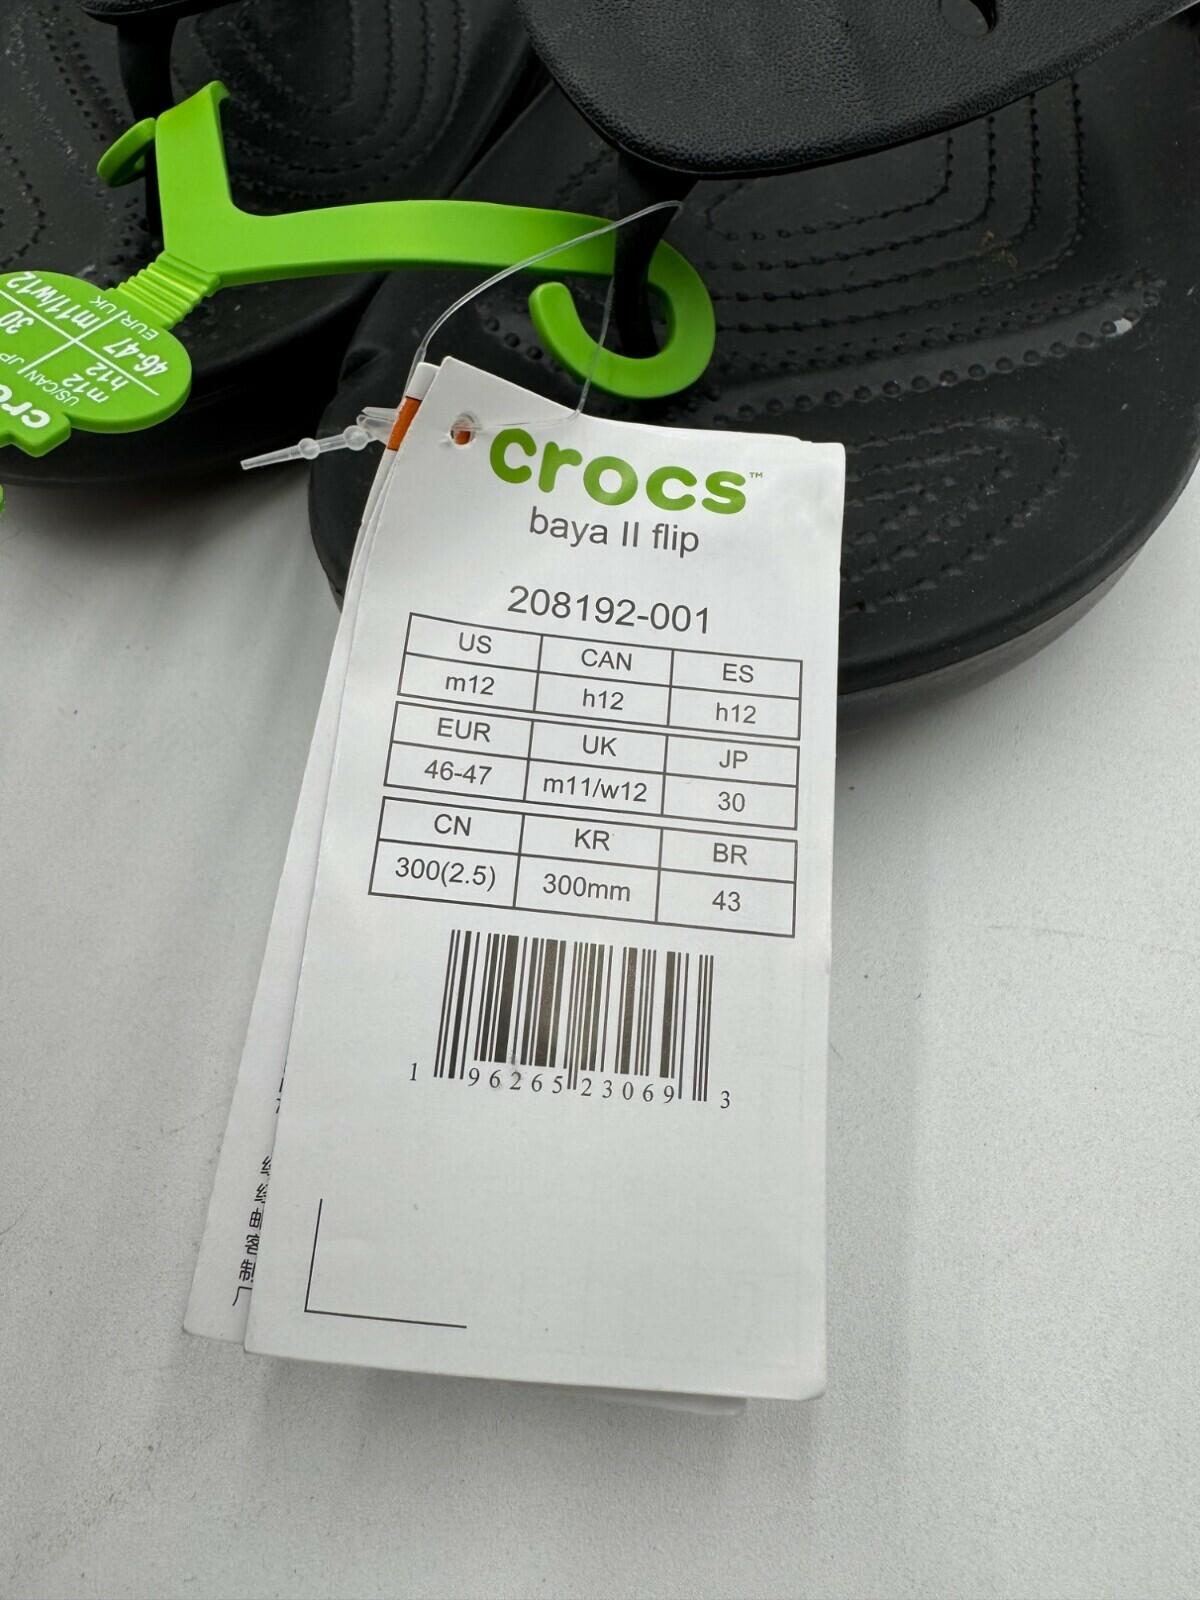 crocs™
baya II flip
208192-001
US CAN ES
m12 h12 h12
EUR UK JP
46-47 m11/w12 30
CN KR BR
300(2.5) 300mm 43
1 96265 23069 3
cro
US/CAN JP
m12 30
h12
EUR UK
46-47 m11/w12